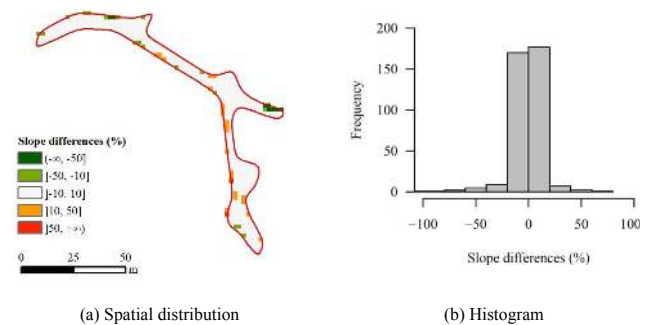 Slope differences (%)
(-∞, -50]
]-50, -10]
]-10, 10]
]10, 50]
]50, -∞)
0 25 50
m
(a) Spatial distribution
200
150
100
50
0
Frequency
−100 −50 0 50 100
Slope differences (%)
(b) Histogram